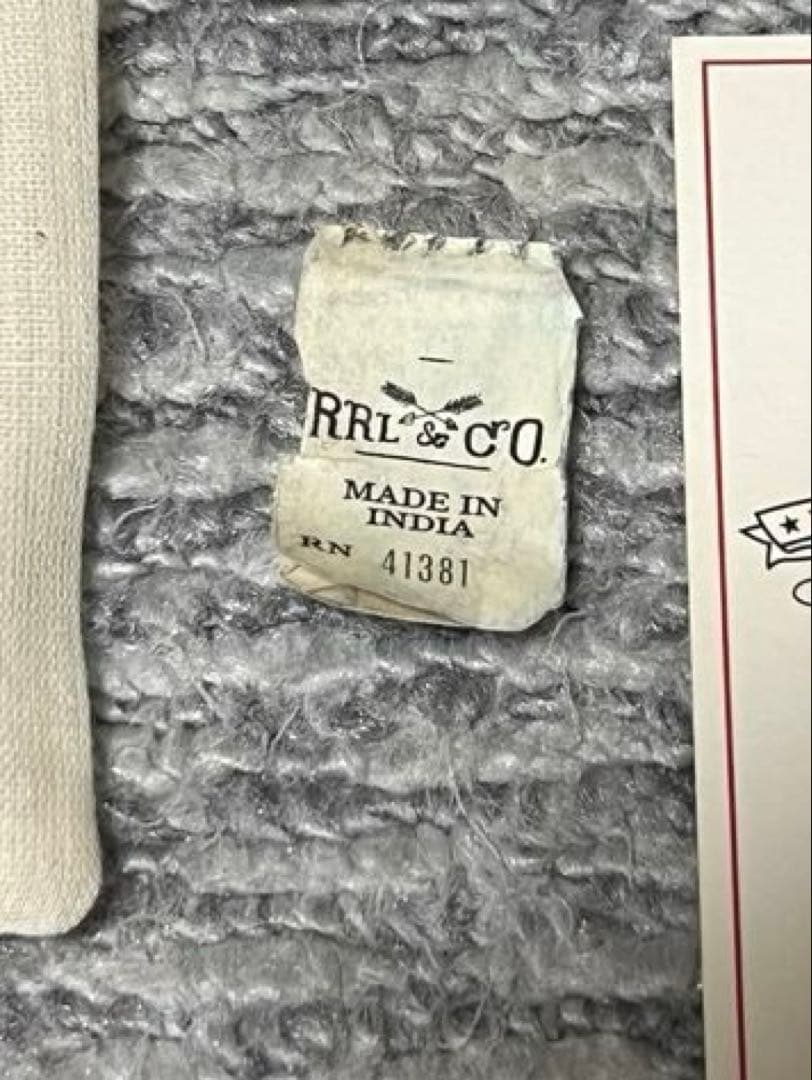 —
RRL & CO.
MADE IN
INDIA
RN 41381